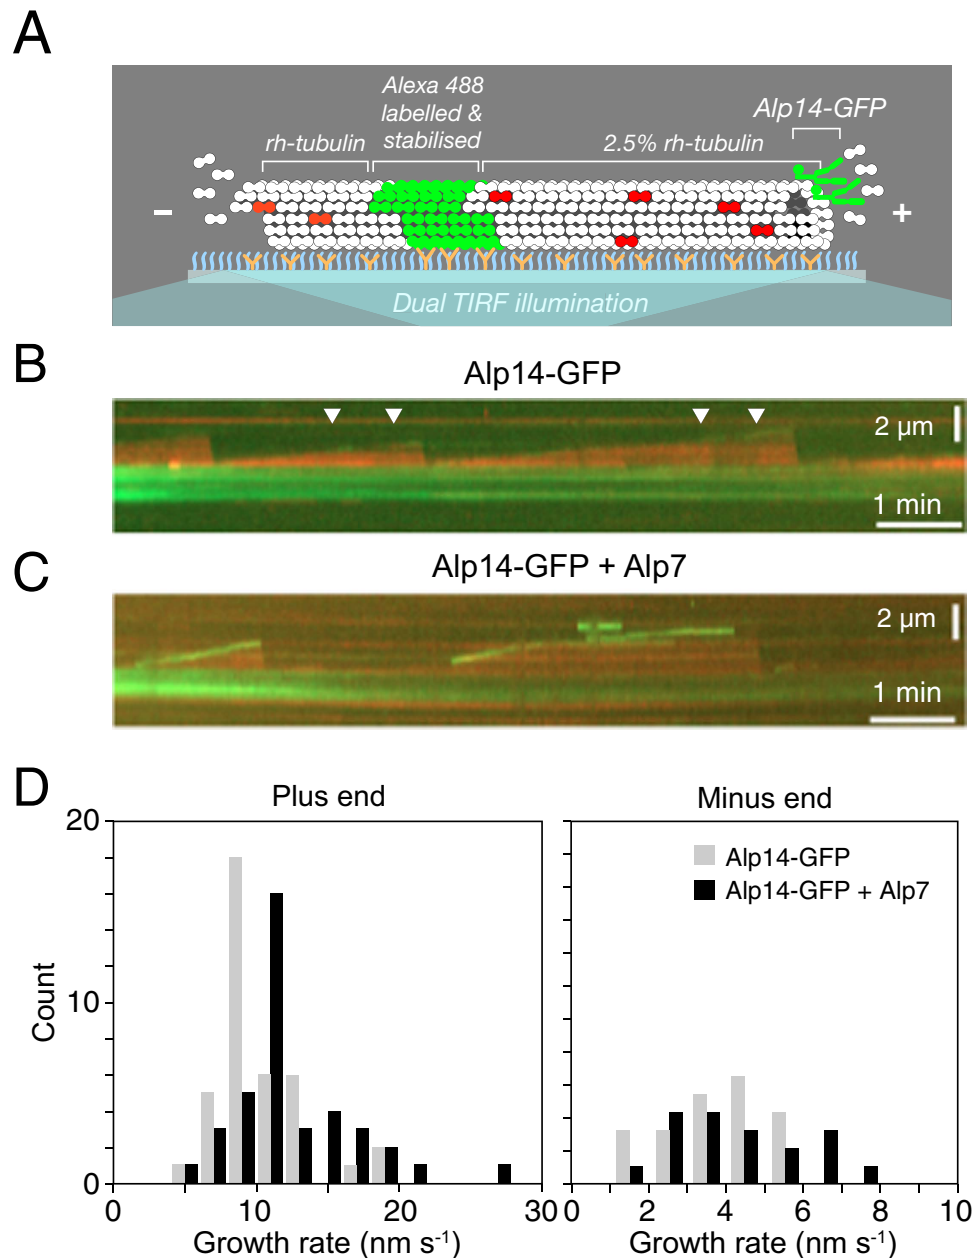 A
Alexa 488
labelled &
stabilised
Alp14-GFP
rh-tubulin
2.5% rh-tubulin
–
+
Dual TIRF illumination
B
Alp14-GFP
2 µm
1 min
C
Alp14-GFP + Alp7
2 µm
1 min
D
Plus end
Minus end
20
10
0
Count
Alp14-GFP
Alp14-GFP + Alp7
0 10 20 30
0 2 4 6 8 10
Growth rate (nm s⁻¹)
Growth rate (nm s⁻¹)